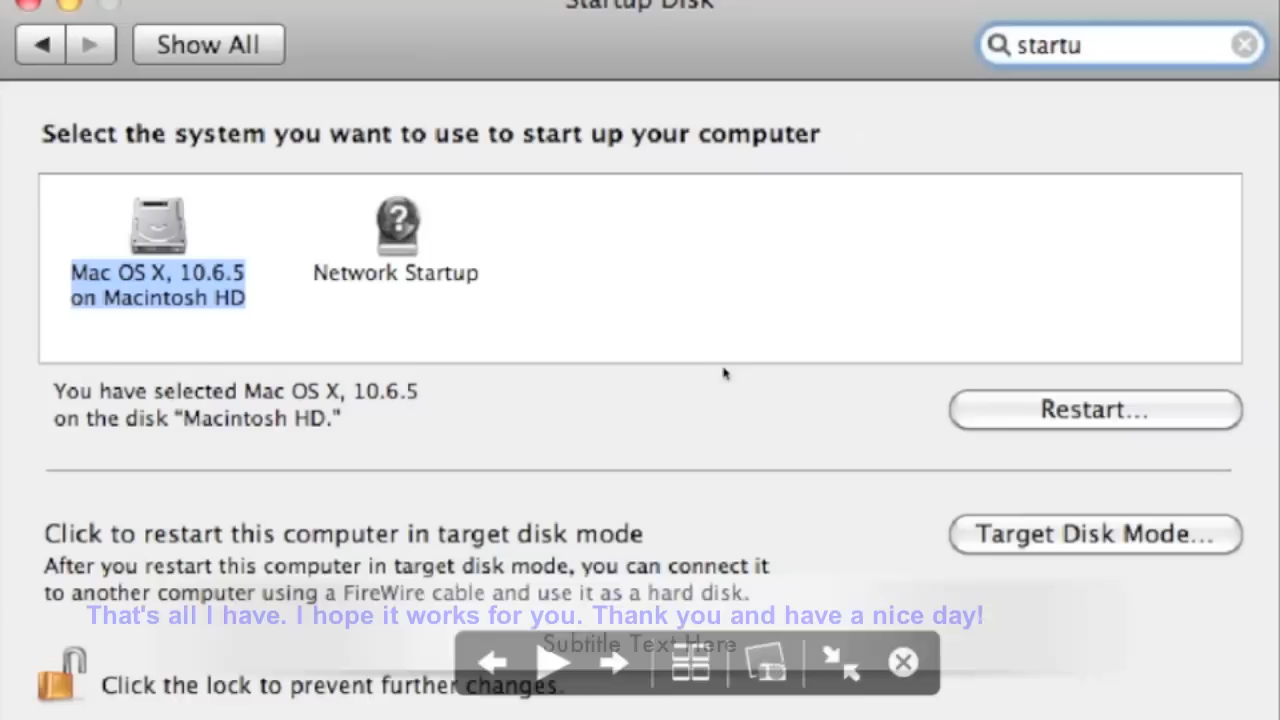 Startup Disk
Show All
startu
Select the system you want to use to start up your computer
Mac OS X, 10.6.5
on Macintosh HD
Network Startup
You have selected Mac OS X, 10.6.5
on the disk “Macintosh HD.”
Restart...
Click to restart this computer in target disk mode
Target Disk Mode...
After you restart this computer in target disk mode, you can connect it
to another computer using a FireWire cable and use it as a hard disk.
That's all I have. I hope it works for you. Thank you and have a nice day!
Subtitle Text Here
Click the lock to prevent further changes.